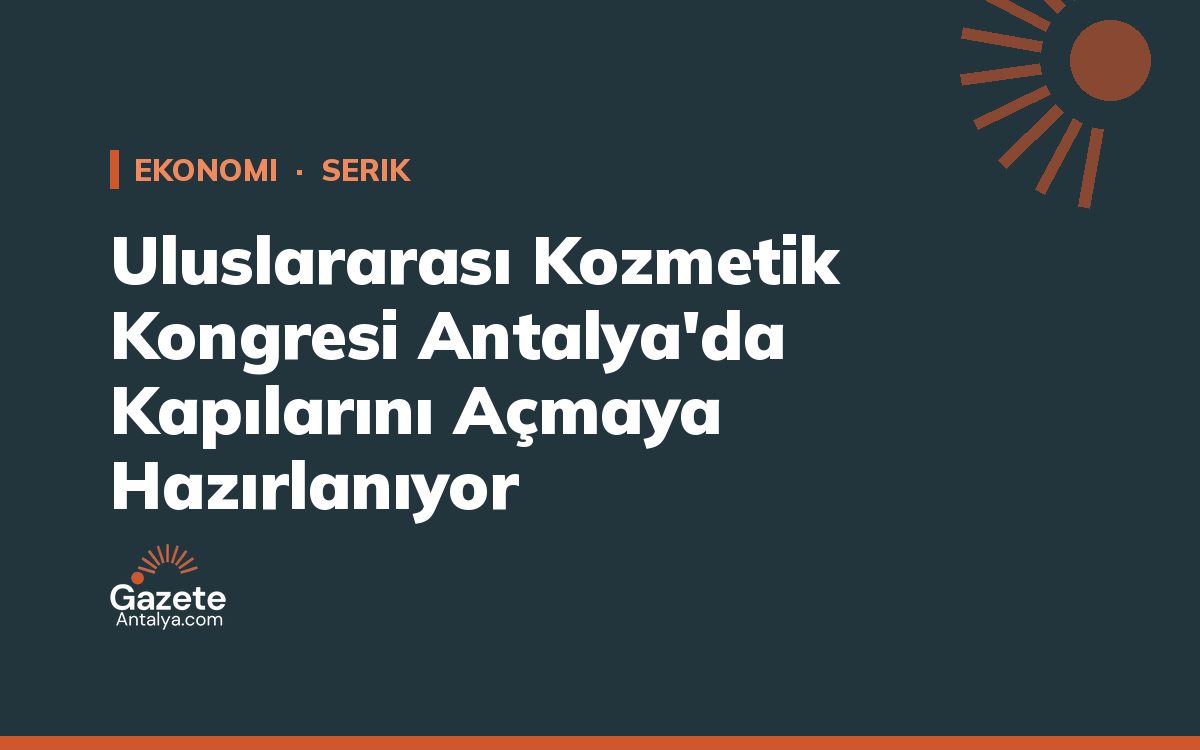 EKONOMI · SERIK
Uluslararası Kozmetik
Kongresi Antalya'da
Kapılarını Açmaya
Hazırlanıyor
Gazete
Antalya.com